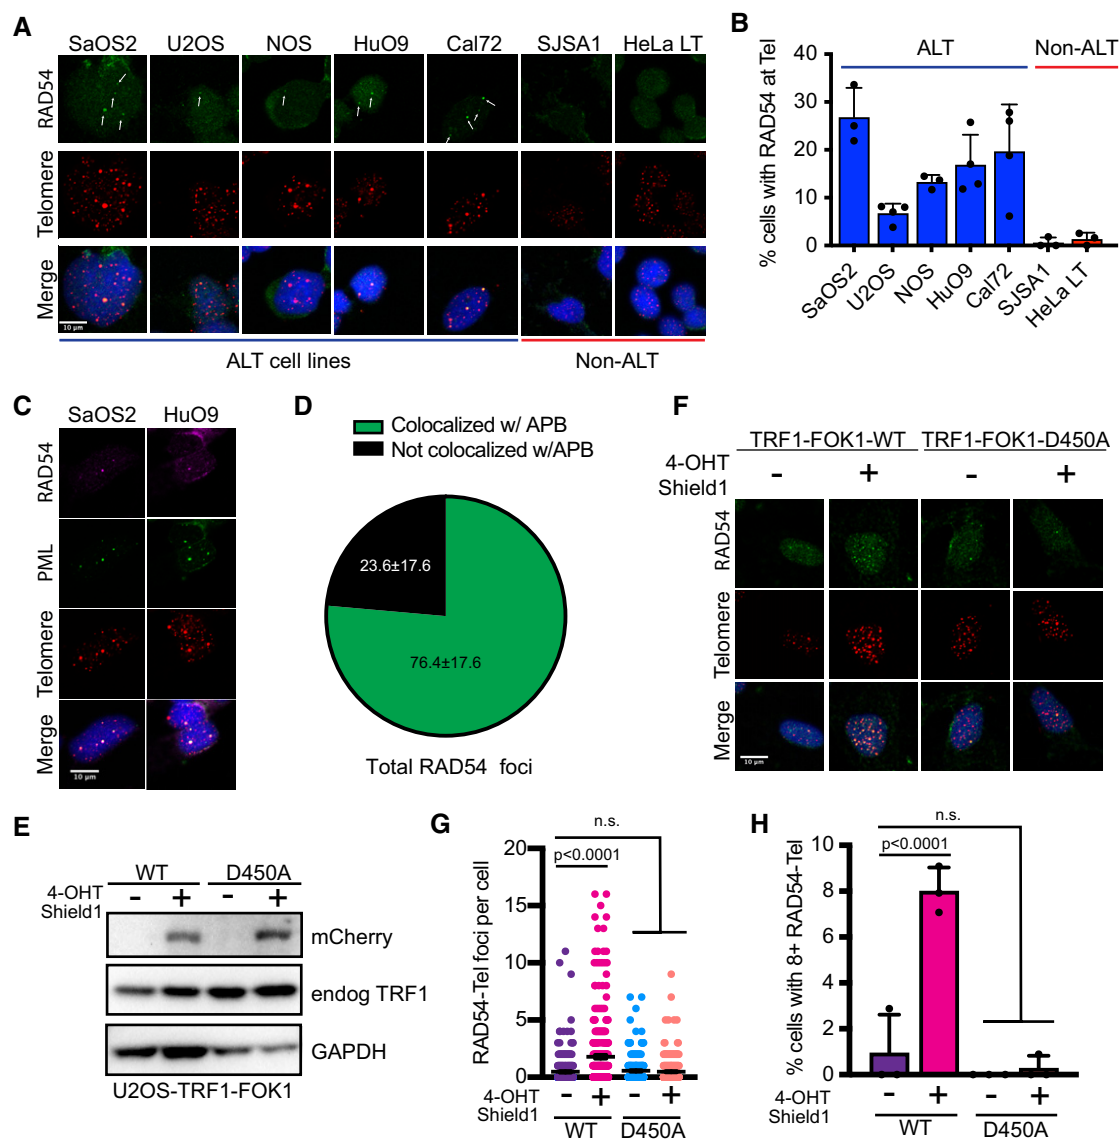 A
SaOS2 U2OS NOS HuO9 Cal72 SJSA1 HeLa LT
RAD54
Telomere
Merge
10 µm
ALT cell lines Non-ALT
B
ALT Non-ALT
% cells with RAD54 at Tel
40
30
20
10
0
SaOS2 U2OS NOS HuO9 Cal72 SJSA1 HeLa LT
C
SaOS2 HuO9
RAD54
PML
Telomere
Merge
10 µm
D
Colocalized w/ APB
Not colocalized w/APB
23.6±17.6
76.4±17.6
Total RAD54 foci
F
TRF1-FOK1-WT TRF1-FOK1-D450A
4-OHT
Shield1
- + - +
RAD54
Telomere
Merge
10 µm
E
WT D450A
4-OHT
Shield1
- + - +
mCherry
endog TRF1
GAPDH
U2OS-TRF1-FOK1
G
n.s.
p<0.0001
RAD54-Tel foci per cell
20
15
10
5
0
4-OHT
Shield1
- + - +
WT D450A
H
n.s.
p<0.0001
% cells with 8+ RAD54-Tel
10
8
6
4
2
0
4-OHT
Shield1
- + - +
WT D450A